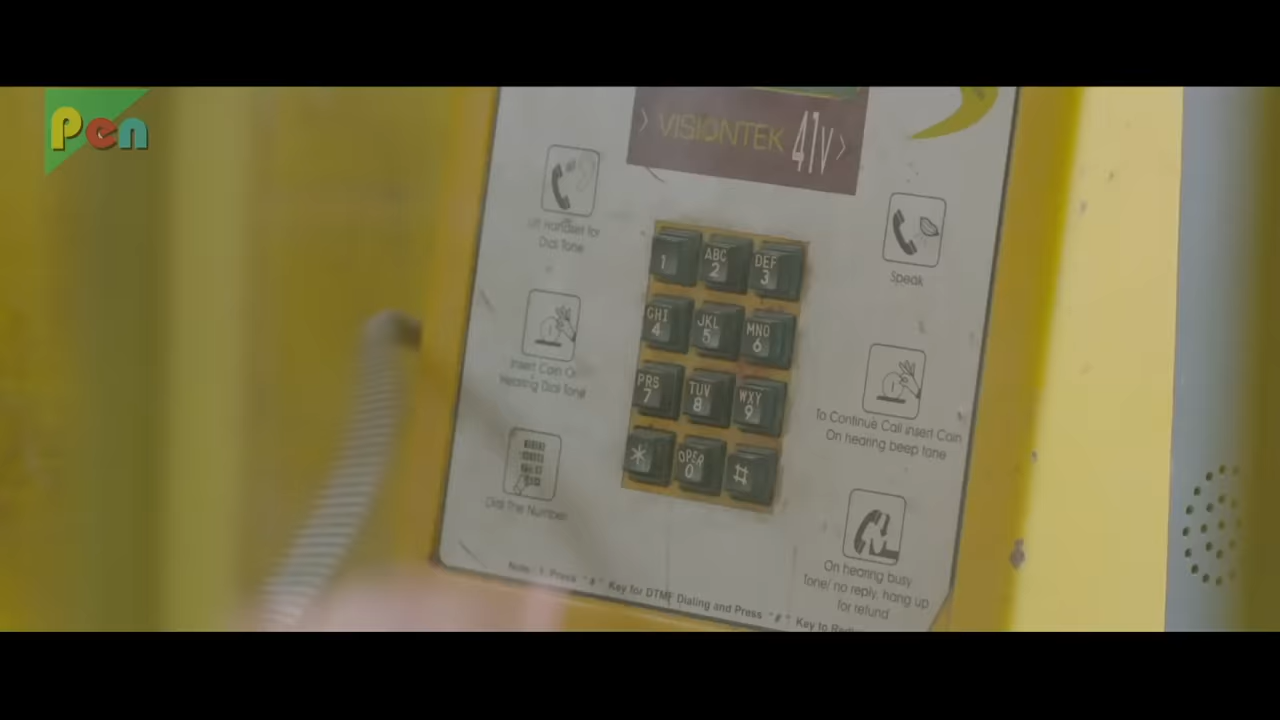 Pen
VISIONTEK 41v
Lift Handset for
Dial Tone
Speak
1
ABC
2
DEF
3
GHI
4
JKL
5
MNO
6
PRS
7
TUV
8
WXY
9
*
OPER
0
#
Insert Coin On
Hearing Dial Tone
To Continue Call Insert Coin
On hearing beep tone
Dial The Number
On hearing busy
tone/ no reply, hang up
for refund
Note : 1. Press "#" Key for DTMF Dialing and Press "#" Key to